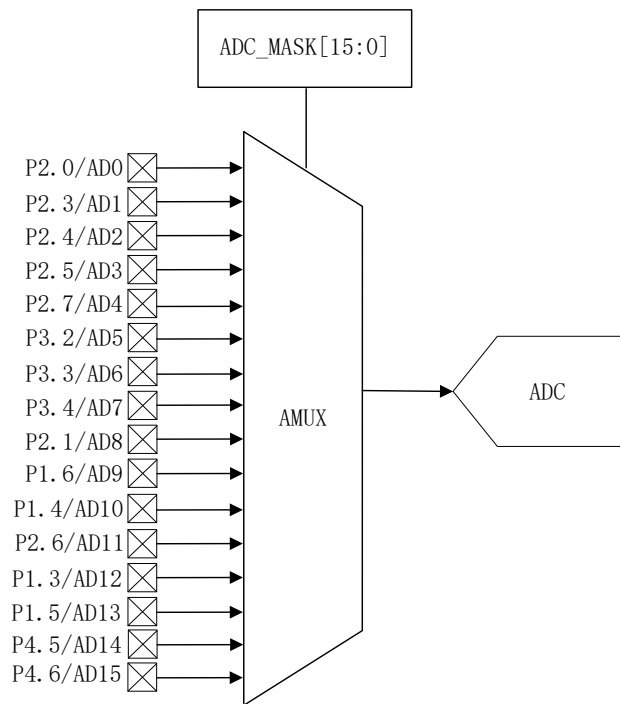 ADC_MASK[15:0]
P2.0/AD0
P2.3/AD1
P2.4/AD2
P2.5/AD3
P2.7/AD4
P3.2/AD5
P3.3/AD6
P3.4/AD7
P2.1/AD8
P1.6/AD9
P1.4/AD10
P2.6/AD11
P1.3/AD12
P1.5/AD13
P4.5/AD14
P4.6/AD15
AMUX
ADC